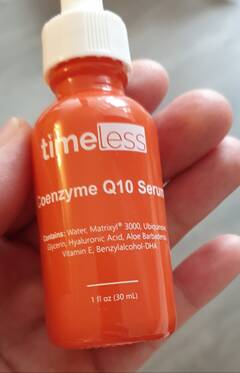 timeless
Coenzyme Q10 Serum
Contains: Water, Matrixyl® 3000, Ubiquinone,
Glycerin, Hyaluronic Acid, Aloe Barbadensis,
Vitamin E, Benzylalcohol-DHA
1 fl oz (30 mL)